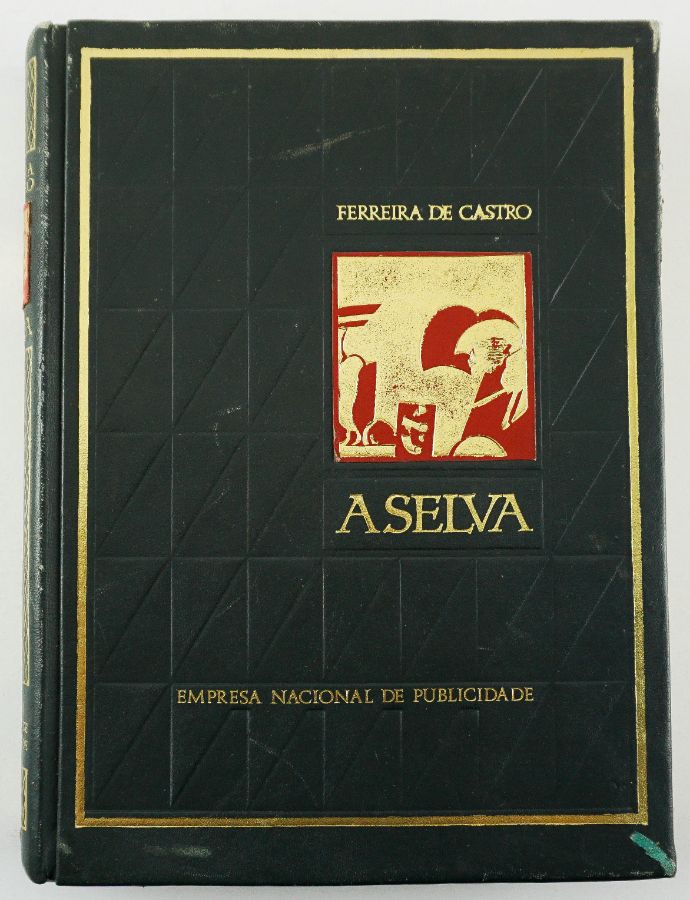 FERREIRA DE CASTRO
A SELVA
EMPRESA NACIONAL DE PUBLICIDADE